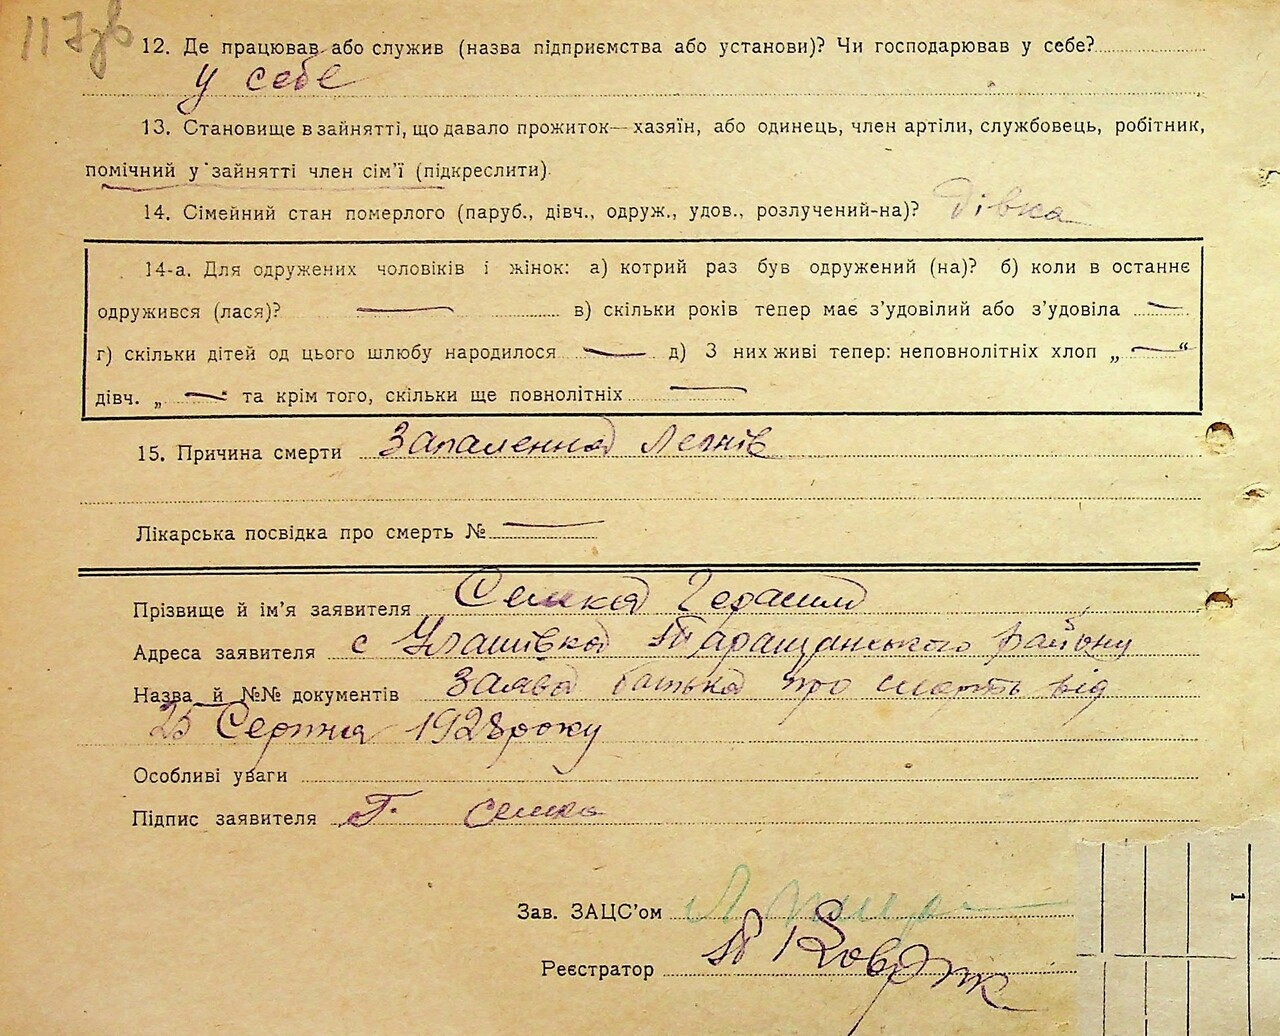 117зв
12. Де працював або служив (назва підприємства або установи)? Чи господарював у себе?
у себе
13. Становище в зайнятті, що давало прожиток—хазяїн, або одинець, член артіли, службовець, робітник,
помічний у зайнятті член сім'ї (підкреслити).
14. Сімейний стан померлого (паруб., дівч., одруж., удов., розлучений-на)? Дівка
14-а. Для одружених чоловіків і жінок: а) котрий раз був одружений (на)? б) коли в останнє
одружився (лася)? — в) скільки років тепер має з'удовілий або з'удовіла —
г) скільки дітей од цього шлюбу народилося — д) З них живі тепер: неповнолітніх хлоп „ — “
дівч. „ — “ та крім того, скільки ще повнолітніх —
15. Причина смерти Запалення Легнів
Лікарська посвідка про смерть № —
Прізвище й ім'я заявителя Семка Герасим
Адреса заявителя с Улашівка Таращанського району
Назва й №№ документів Заява батька про смерть від
25 Серпня 1928 року
Особливі уваги
Підпис заявителя Г. Семка
Зав. ЗАЦС'ом
Реєстратор
1